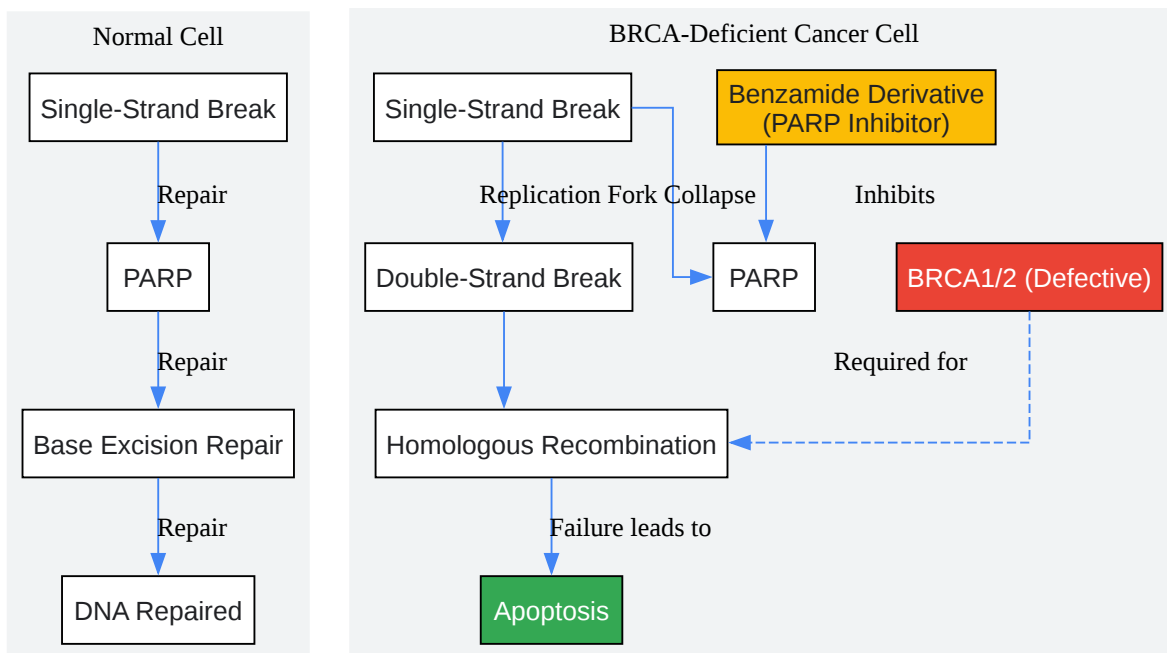 Normal Cell
Single-Strand Break
Repair
PARP
Repair
Base Excision Repair
Repair
DNA Repaired
BRCA-Deficient Cancer Cell
Single-Strand Break
Benzamide Derivative
(PARP Inhibitor)
Replication Fork Collapse
Inhibits
Double-Strand Break
PARP
BRCA1/2 (Defective)
Required for
Homologous Recombination
Failure leads to
Apoptosis